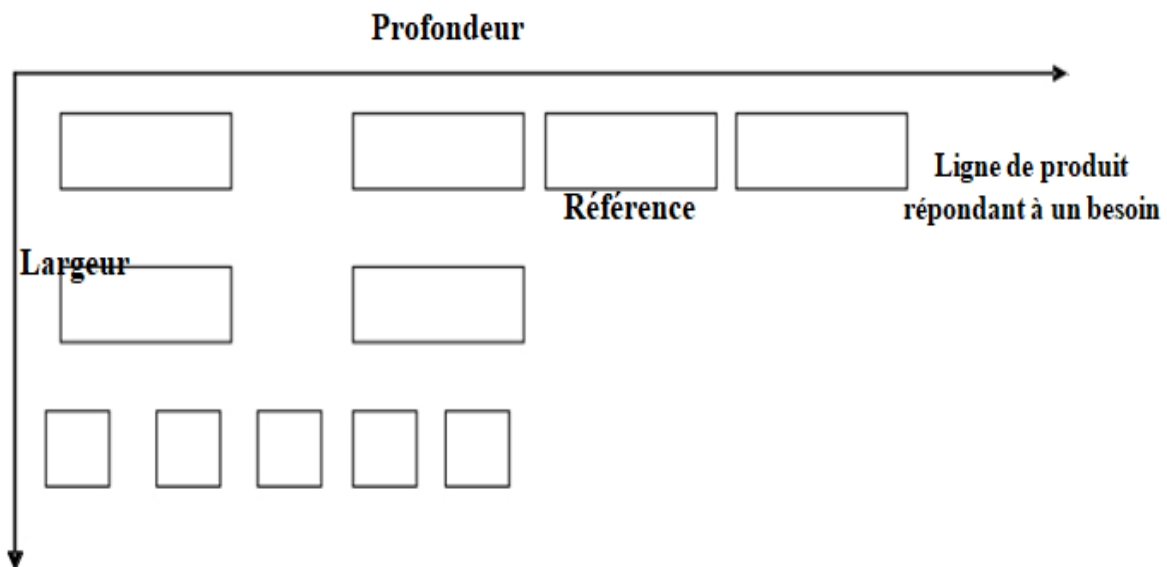 Profondeur
Ligne de produit
répondant à un besoin
Référence
Largeur